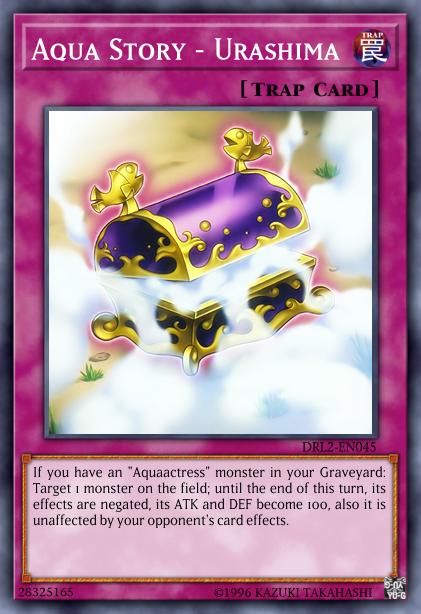 AQUA STORY - URASHIMA
TRAP
罠
[TRAP CARD]
DRL2-EN045
If you have an "Aquaactress" monster in your Graveyard:
Target 1 monster on the field; until the end of this turn, its
effects are negated, its ATK and DEF become 100, also it is
unaffected by your opponent's card effects.
28325165
©1996 KAZUKI TAKAHASHI